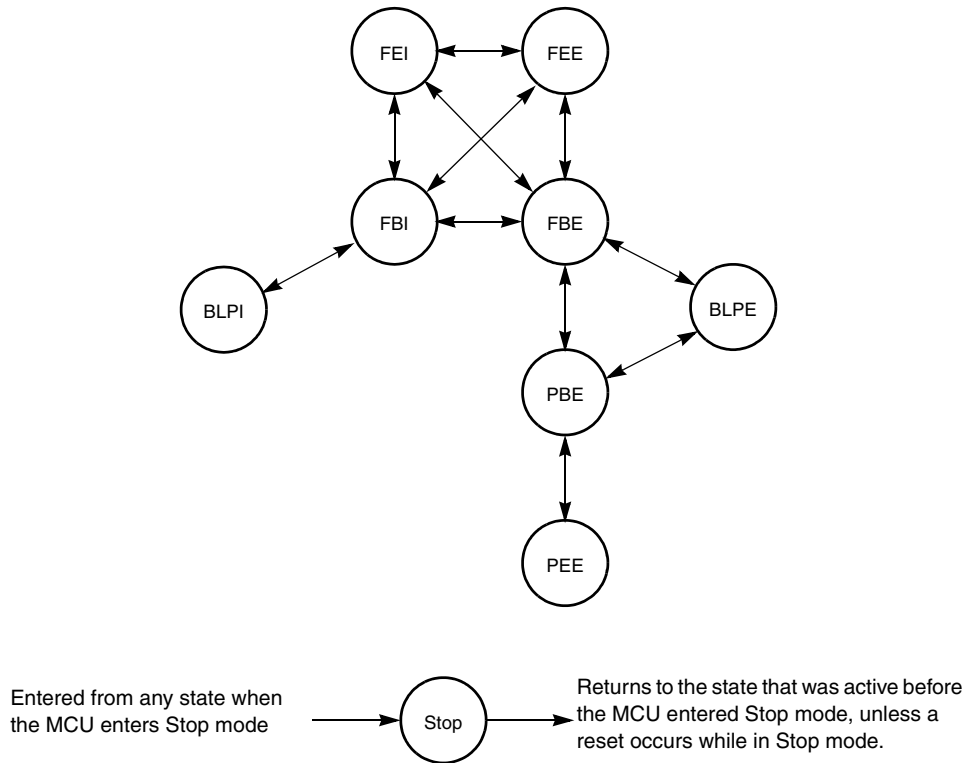 FEI
FEE
FBI
FBE
BLPI
BLPE
PBE
PEE
Entered from any state when
the MCU enters Stop mode
Stop
Returns to the state that was active before
the MCU entered Stop mode, unless a
reset occurs while in Stop mode.